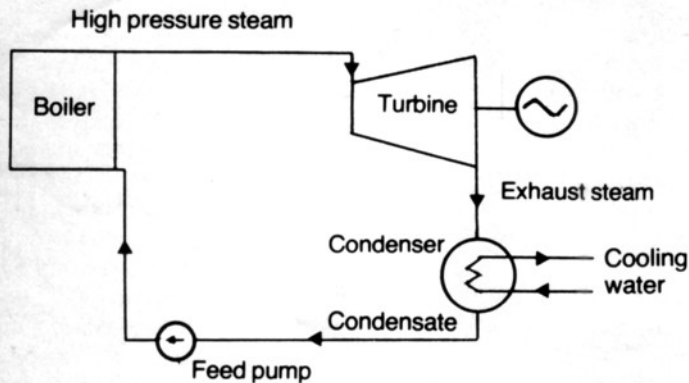 High pressure steam
Boiler
Turbine
Exhaust steam
Condenser
Cooling
water
Condensate
Feed pump